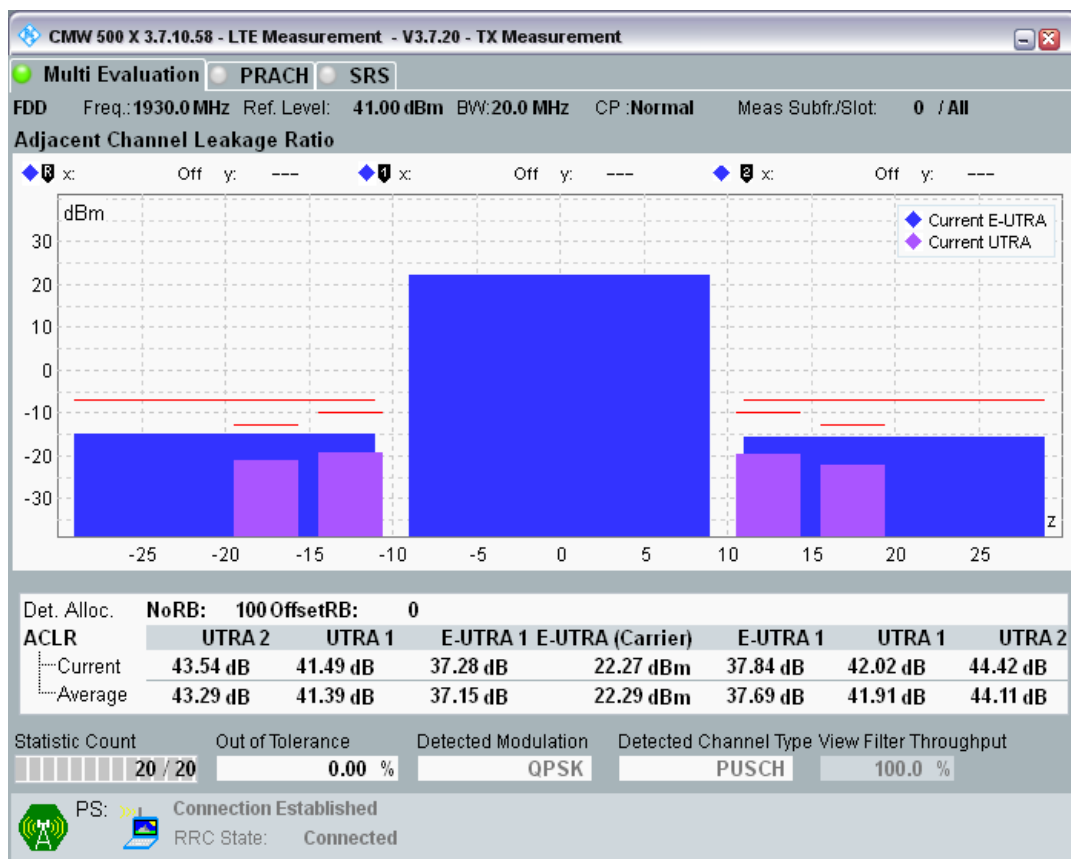 CMW 500 X 3.7.10.58 - LTE Measurement - V3.7.20 - TX Measurement
Multi Evaluation PRACH SRS
FDD Freq.:1930.0 MHz Ref. Level: 41.00 dBm BW:20.0 MHz CP :Normal Meas Subfr./Slot: 0 / All
Adjacent Channel Leakage Ratio
R x: Off y: --- 1 x: Off y: --- 2 x: Off y: ---
dBm
Current E-UTRA
Current UTRA
30
20
10
0
-10
-20
-30
z
-25 -20 -15 -10 -5 0 5 10 15 20 25
Det. Alloc. NoRB: 100 OffsetRB: 0
ACLR UTRA 2 UTRA 1 E-UTRA 1 E-UTRA (Carrier) E-UTRA 1 UTRA 1 UTRA 2
Current 43.54 dB 41.49 dB 37.28 dB 22.27 dBm 37.84 dB 42.02 dB 44.42 dB
Average 43.29 dB 41.39 dB 37.15 dB 22.29 dBm 37.69 dB 41.91 dB 44.11 dB
Statistic Count Out of Tolerance Detected Modulation Detected Channel Type View Filter Throughput
20 / 20 0.00 % QPSK PUSCH 100.0 %
PS: Connection Established
RRC State: Connected